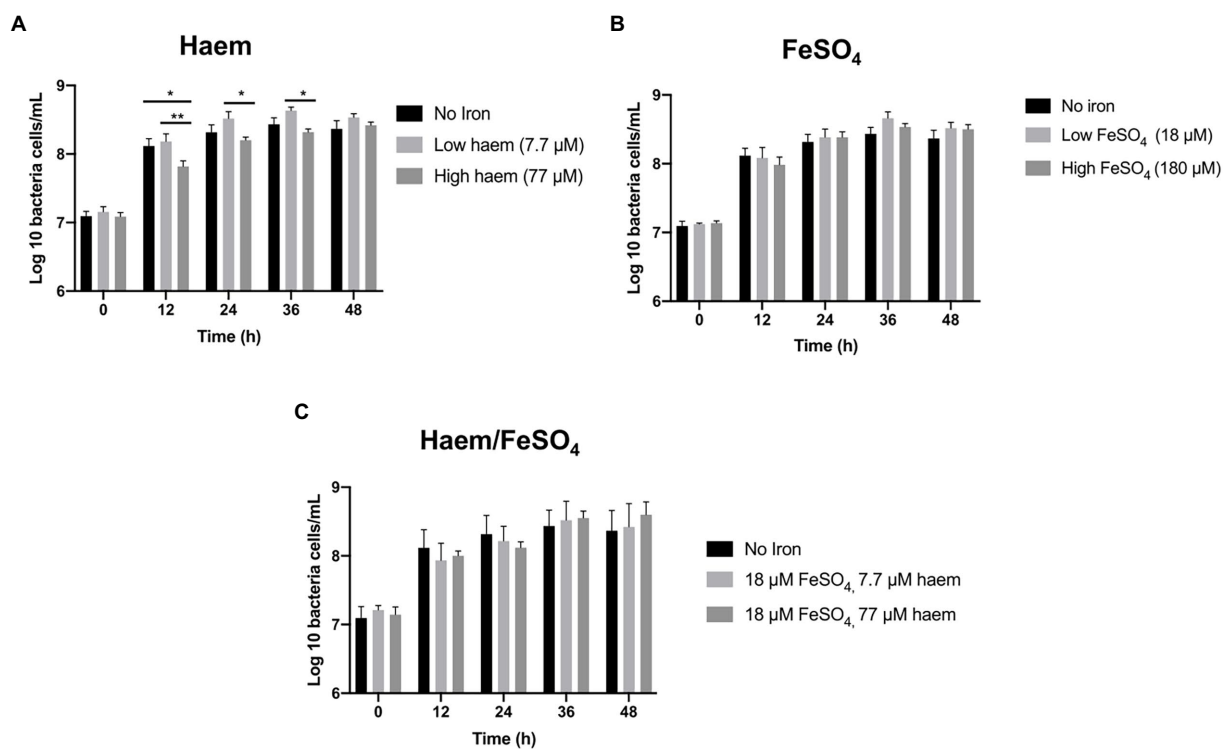 A
Haem
Log 10 bacteria cells/mL
9
8
7
6
* * *
**
0 12 24 36 48
Time (h)
No Iron
Low haem (7.7 µM)
High haem (77 µM)
B
FeSO4
Log 10 bacteria cells/mL
9
8
7
6
0 12 24 36 48
Time (h)
No iron
Low FeSO4 (18 µM)
High FeSO4 (180 µM)
C
Haem/FeSO4
Log 10 bacteria cells/mL
9
8
7
6
0 12 24 36 48
Time (h)
No Iron
18 µM FeSO4, 7.7 µM haem
18 µM FeSO4, 77 µM haem